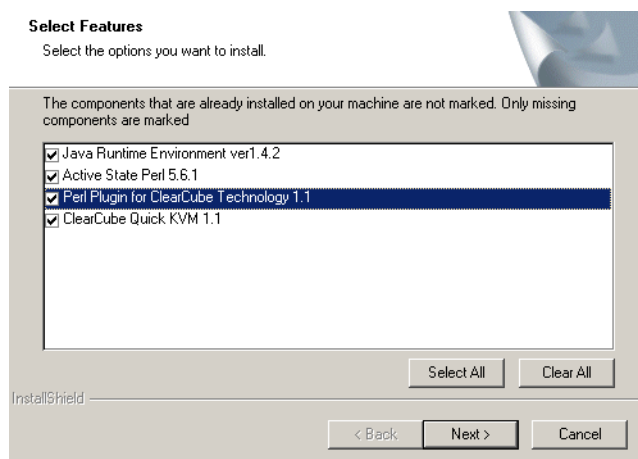 Select Features
Select the options you want to install.
The components that are already installed on your machine are not marked. Only missing
components are marked
Java Runtime Environment ver1.4.2
Active State Perl 5.6.1
Perl Plugin for ClearCube Technology 1.1
ClearCube Quick KVM 1.1
Select All
Clear All
InstallShield
< Back
Next >
Cancel